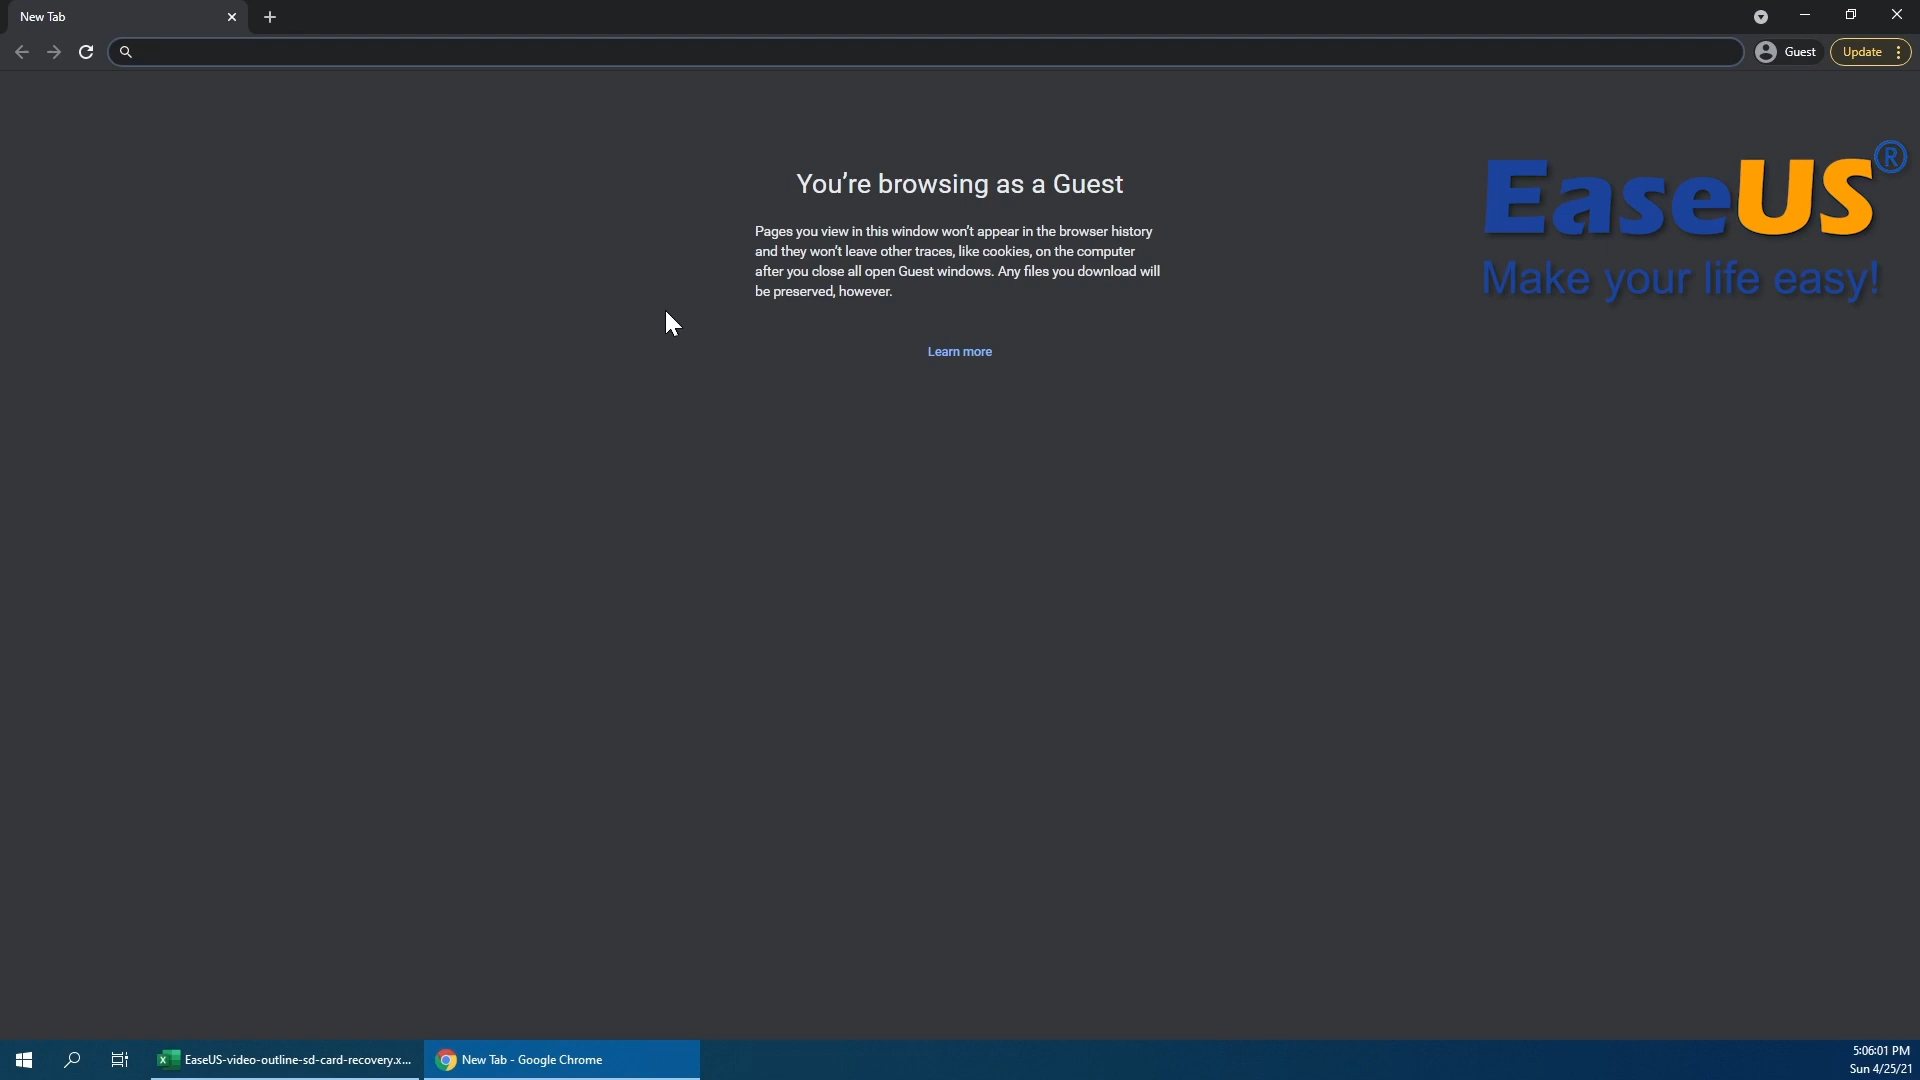 New Tab
Guest
Update
You're browsing as a Guest
Pages you view in this window won't appear in the browser history
and they won't leave other traces, like cookies, on the computer
after you close all open Guest windows. Any files you download will
be preserved, however.
Learn more
EaseUS®
Make your life easy!
EaseUS-video-outline-sd-card-recovery.x...
New Tab - Google Chrome
5:06:01 PM
Sun 4/25/21